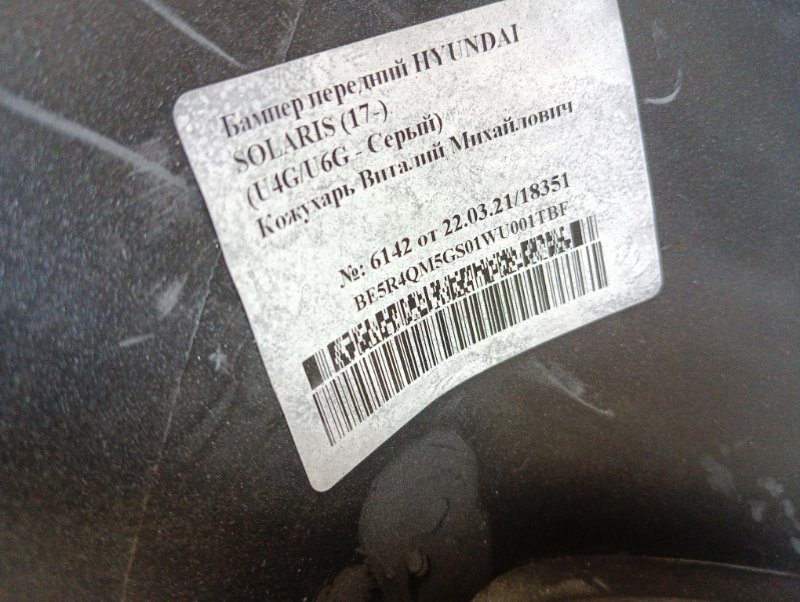 Бампер передний HYUNDAI
SOLARIS (17-)
(U4G/U6G - Серый)
Кожухарь Виталий Михайлович
№: 6142 от 22.03.21/18351
BE5R4QM5GS01WU001TBF